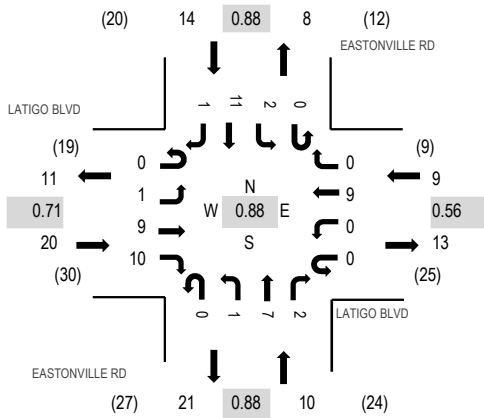 (20) 14 0.88 8 (12)
EASTONVILLE RD
LATIGO BLVD
1 11 2 0
(19) 0 0 (9)
11 9
1 N 9
0.71 W 0.88 E 0.56
9 S 0
20 10 0 13
(30) (25)
0 1 7 2
LATIGO BLVD
EASTONVILLE RD
(27) 21 0.88 10 (24)